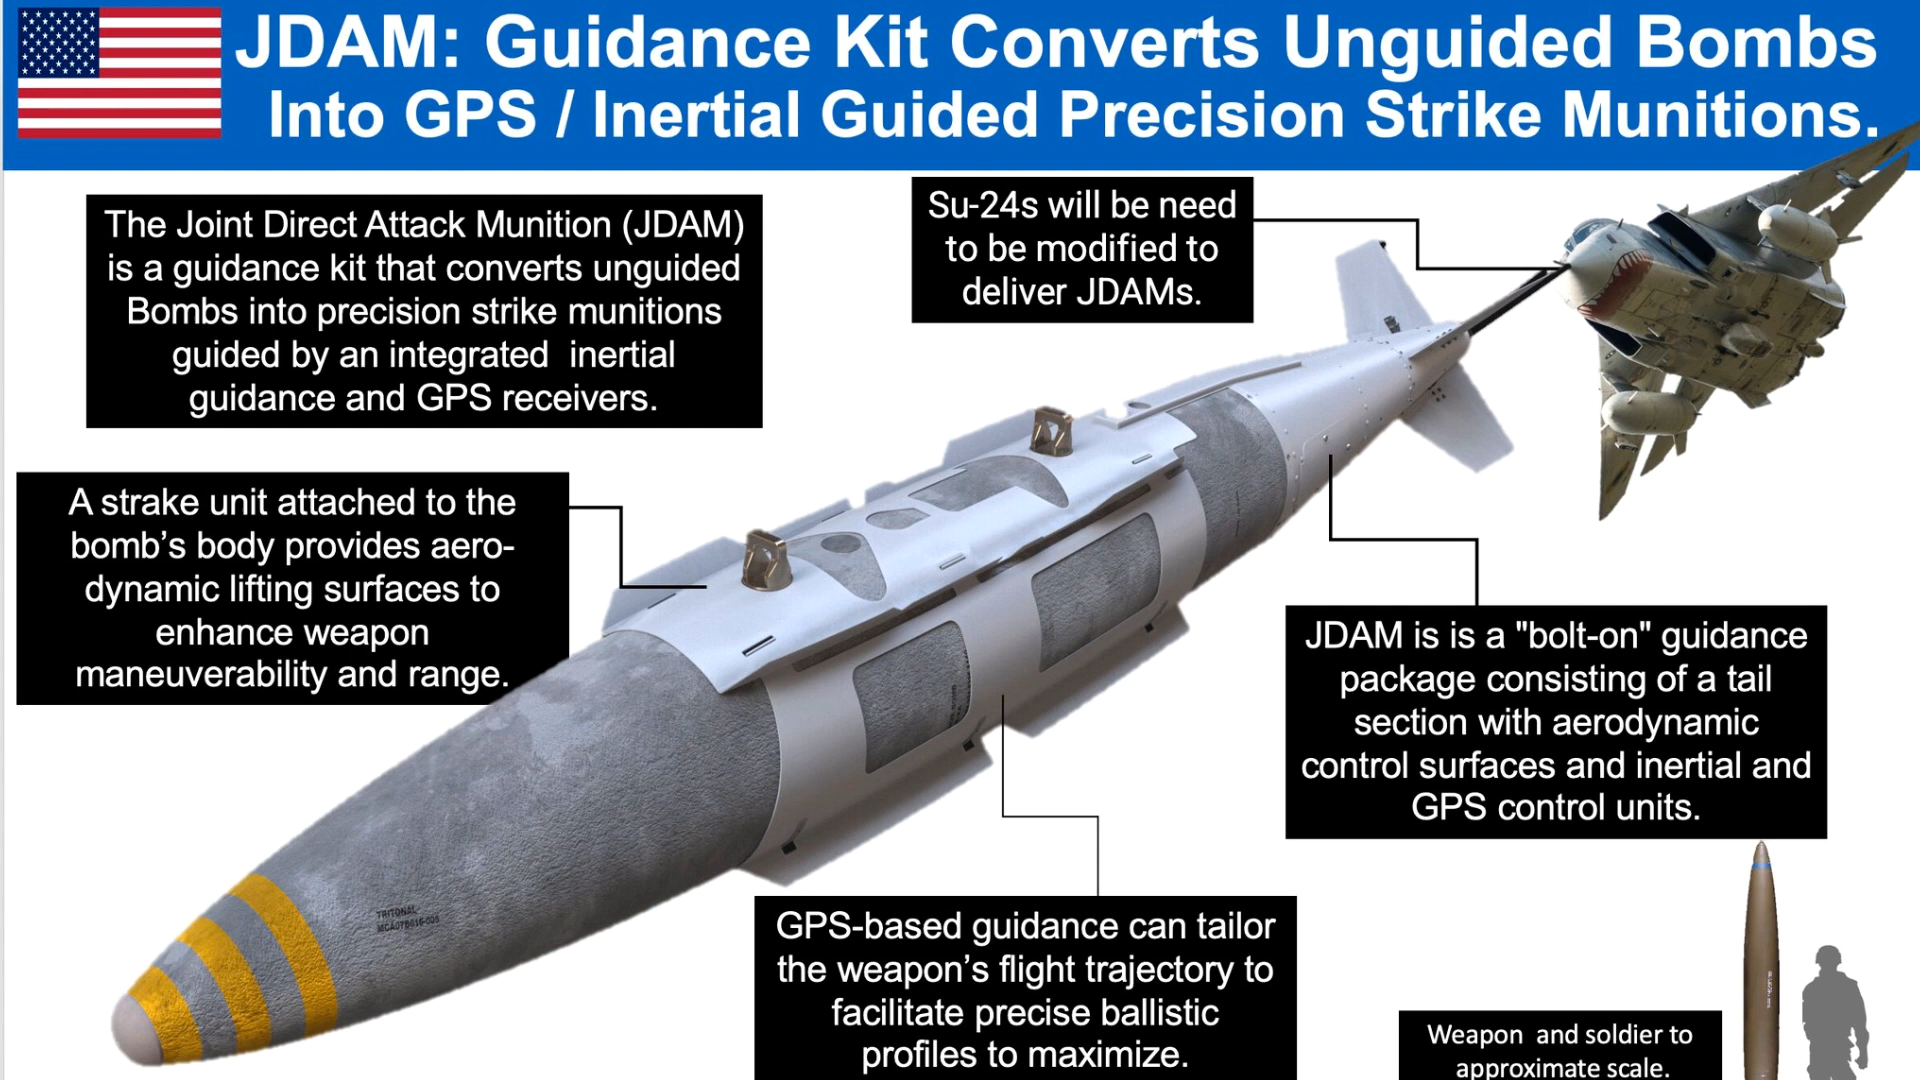 JDAM: Guidance Kit Converts Unguided Bombs
Into GPS / Inertial Guided Precision Strike Munitions.
The Joint Direct Attack Munition (JDAM)
is a guidance kit that converts unguided
Bombs into precision strike munitions
guided by an integrated inertial
guidance and GPS receivers.
Su-24s will be need
to be modified to
deliver JDAMs.
A strake unit attached to the
bomb's body provides aero-
dynamic lifting surfaces to
enhance weapon
maneuverability and range.
JDAM is is a "bolt-on" guidance
package consisting of a tail
section with aerodynamic
control surfaces and inertial and
GPS control units.
TRITONAL
GPS-based guidance can tailor
the weapon's flight trajectory to
facilitate precise ballistic
profiles to maximize.
Weapon and soldier to
approximate scale.